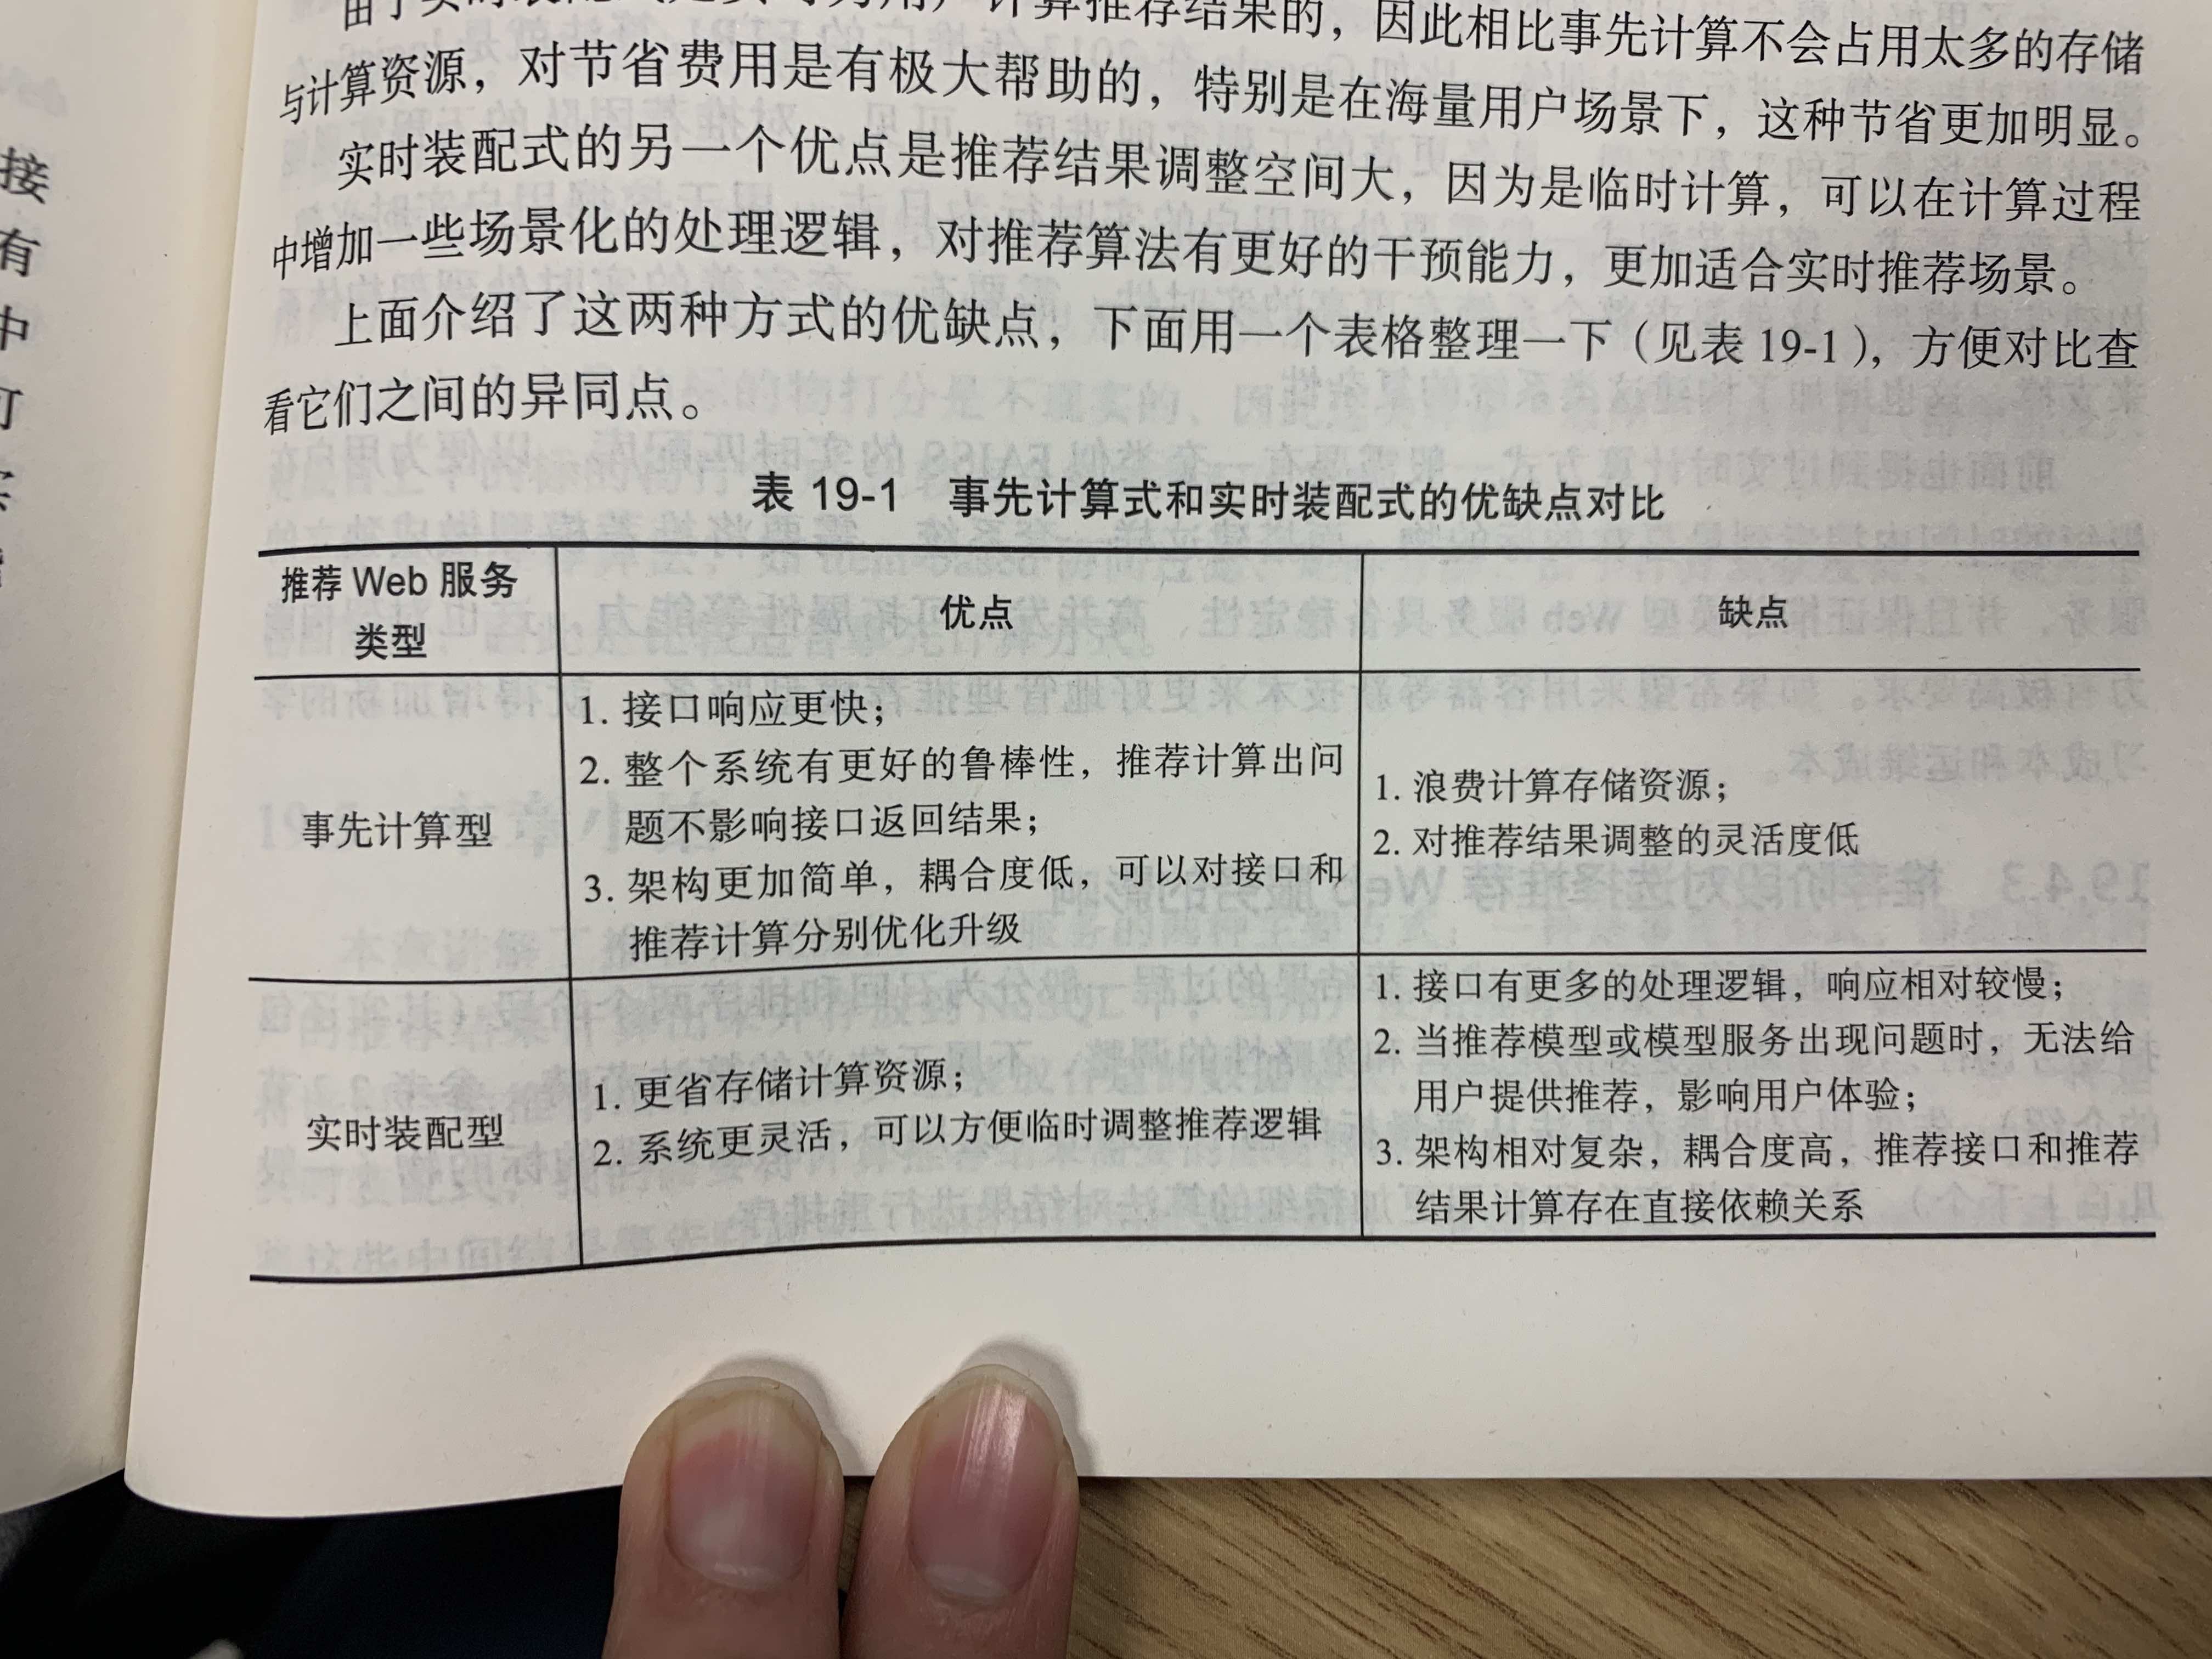 计算推荐结果的，因此相比事先计算不会占用太多的存储
与计算资源，对节省费用是有极大帮助的，特别是在海量用户场景下，这种节省更加明显。
实时装配式的另一个优点是推荐结果调整空间大，因为是临时计算，可以在计算过程
中增加一些场景化的处理逻辑，对推荐算法有更好的干预能力，更加适合实时推荐场景。
上面介绍了这两种方式的优缺点，下面用一个表格整理一下（见表 19-1），方便对比查
看它们之间的异同点。
表 19-1 事先计算式和实时装配式的优缺点对比
推荐 Web 服务
类型
优点
缺点
事先计算型
1. 接口响应更快；
2. 整个系统有更好的鲁棒性，推荐计算出问
题不影响接口返回结果；
3. 架构更加简单，耦合度低，可以对接口和
推荐计算分别优化升级
1. 浪费计算存储资源；
2. 对推荐结果调整的灵活度低
实时装配型
1. 更省存储计算资源；
2. 系统更灵活，可以方便临时调整推荐逻辑
1. 接口有更多的处理逻辑，响应相对较慢；
2. 当推荐模型或模型服务出现问题时，无法给
用户提供推荐，影响用户体验；
3. 架构相对复杂，耦合度高，推荐接口和推荐
结果计算存在直接依赖关系